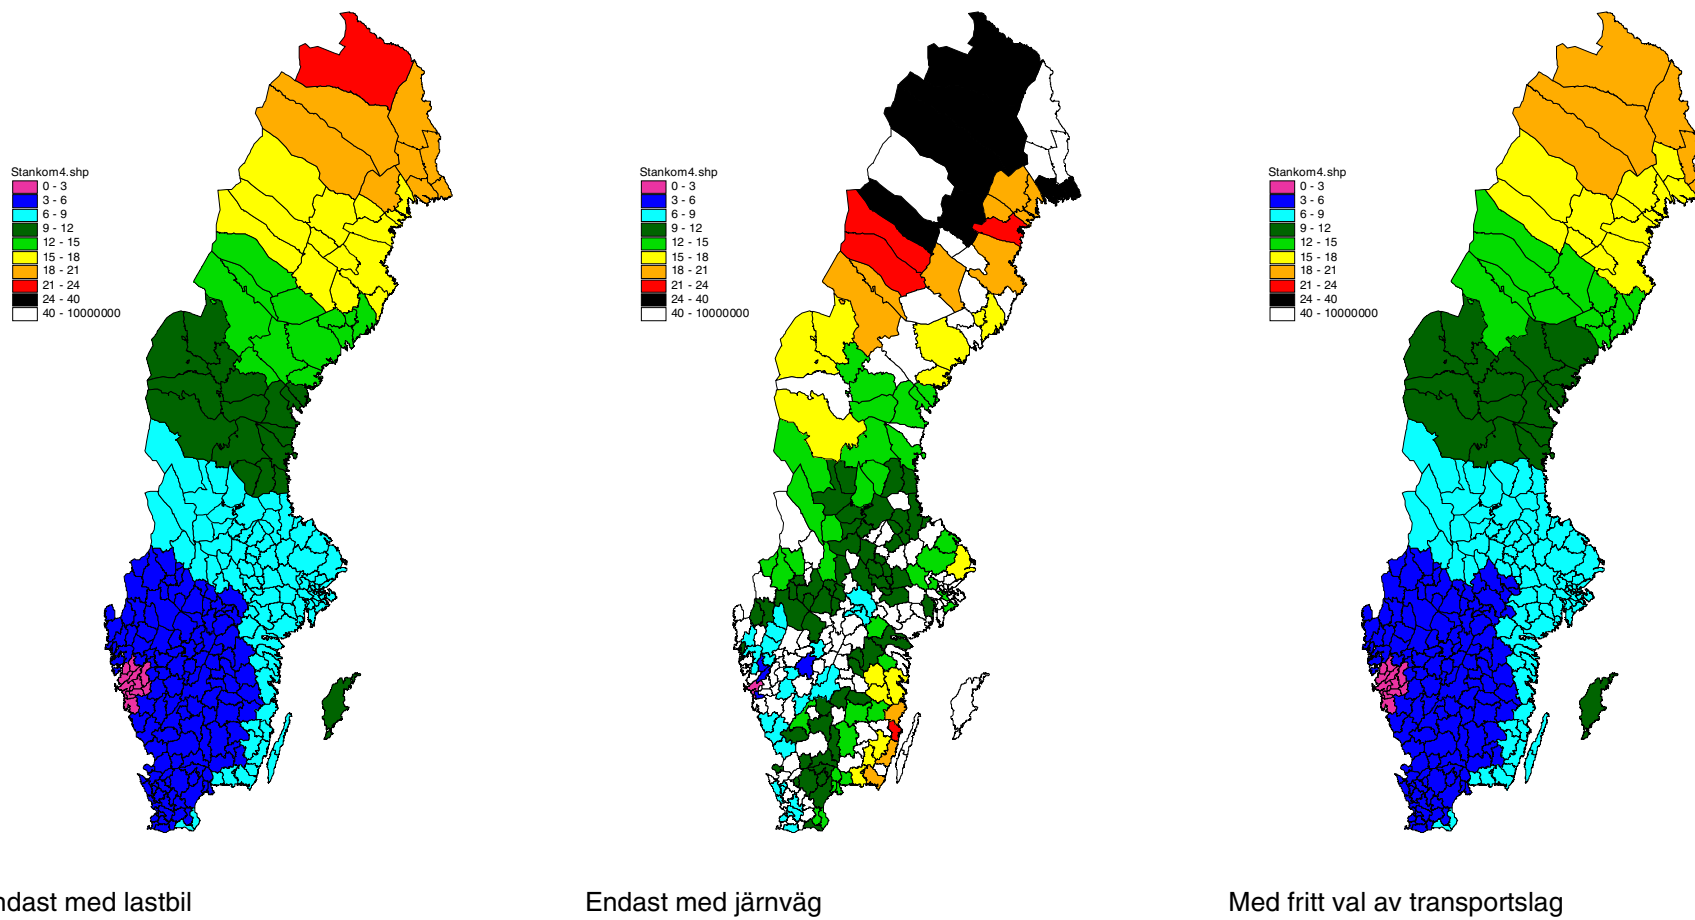 Stankom4.shp
0 - 3
3 - 6
6 - 9
9 - 12
12 - 15
15 - 18
18 - 21
21 - 24
24 - 40
40 - 10000000
Stankom4.shp
0 - 3
3 - 6
6 - 9
9 - 12
12 - 15
15 - 18
18 - 21
21 - 24
24 - 40
40 - 10000000
Stankom4.shp
0 - 3
3 - 6
6 - 9
9 - 12
12 - 15
15 - 18
18 - 21
21 - 24
24 - 40
40 - 10000000
ndast med lastbil
Endast med järnväg
Med fritt val av transportslag